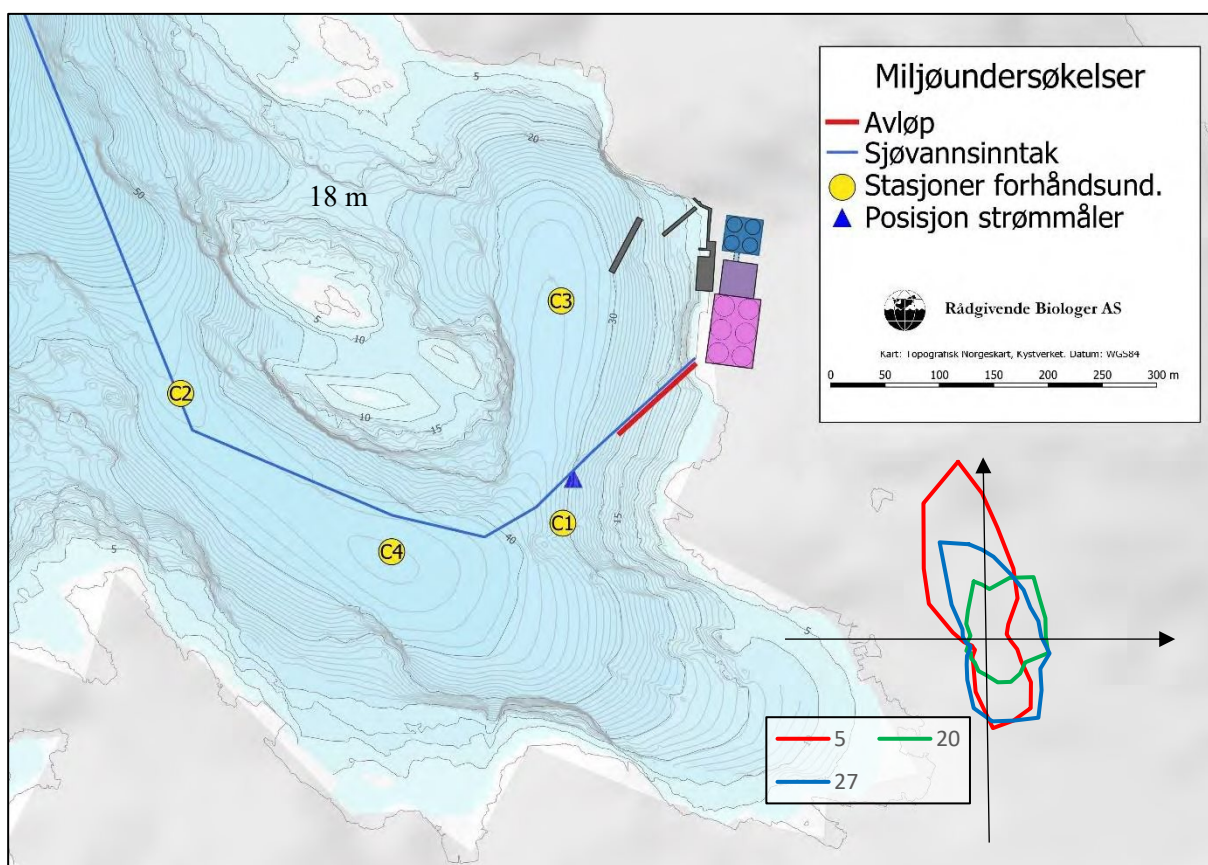 5
20
50
18 m
30
5
10
10
15
15
40
5
5
5
C3
C2
C1
C4
Miljøundersøkelser
Avløp
Sjøvannsinntak
Stasjoner forhåndsund.
Posisjon strømmåler
Rådgivende Biologer AS
Kart: Topografisk Norgeskart, Kystverket. Datum: WGS84
0 50 100 150 200 250 300 m
5 20
27